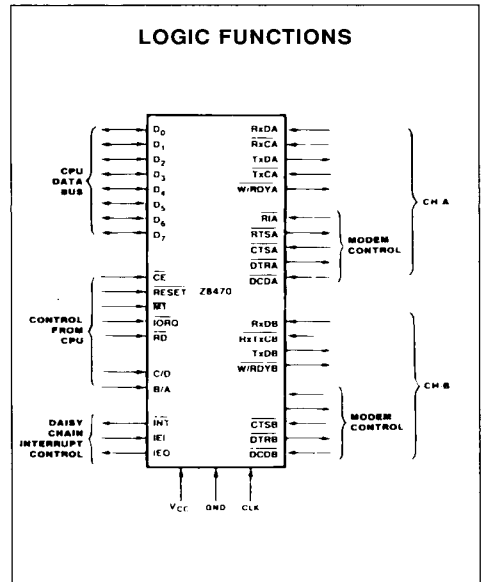 LOGIC FUNCTIONS
CPU
DATA
BUS
D0
D1
D2
D3
D4
D5
D6
D7
CONTROL
FROM
CPU
CE
RESET
M1
IORQ
RD
C/D
B/A
DAISY
CHAIN
INTERRUPT
CONTROL
INT
IEI
IEO
Z8470
RxDA
RxCA
TxDA
TxCA
W/RDYA
RIA
RTSA
CTSA
DTRA
DCDA
MODEM
CONTROL
CH A
RxDB
RxTxCB
TxDB
W/RDYB
CTSB
DTRB
DCDB
MODEM
CONTROL
CH B
VCC
GND
CLK